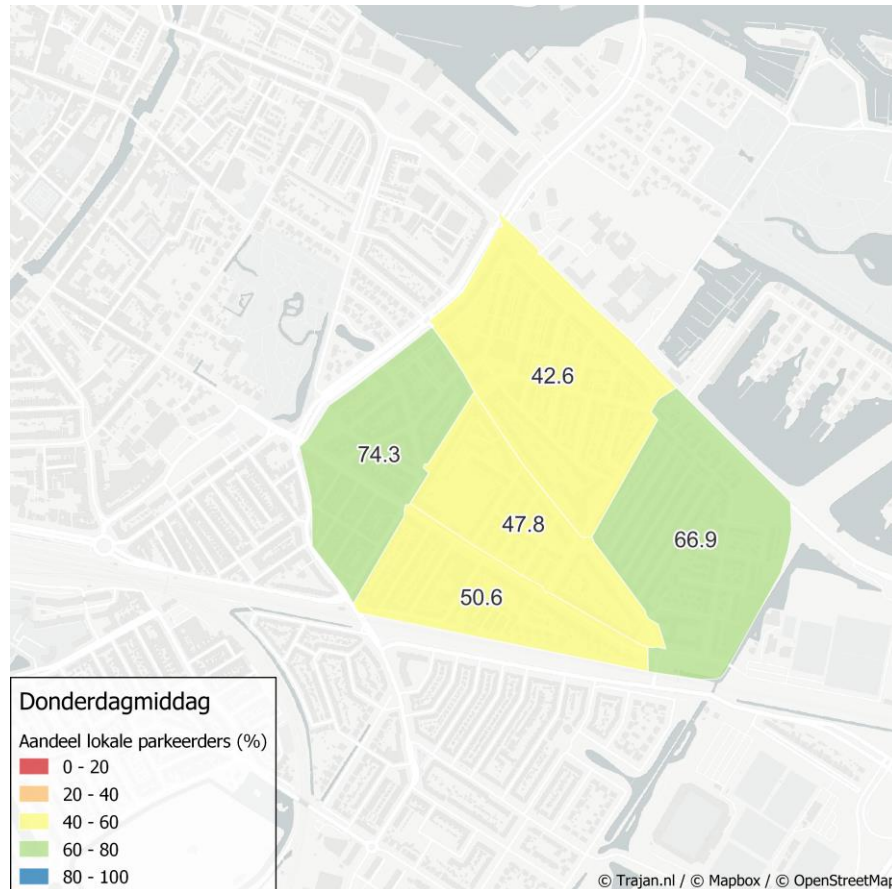 42.6
74.3
47.8
66.9
50.6
Donderdagmiddag
Aandeel lokale parkeerders (%)
0 - 20
20 - 40
40 - 60
60 - 80
80 - 100
© Trajan.nl / © Mapbox / © OpenStreetMap